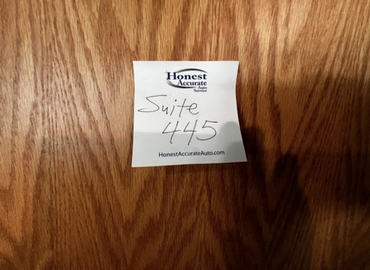 Honest
Accurate
Auto
Service
Suite
445
HonestAccurateAuto.com